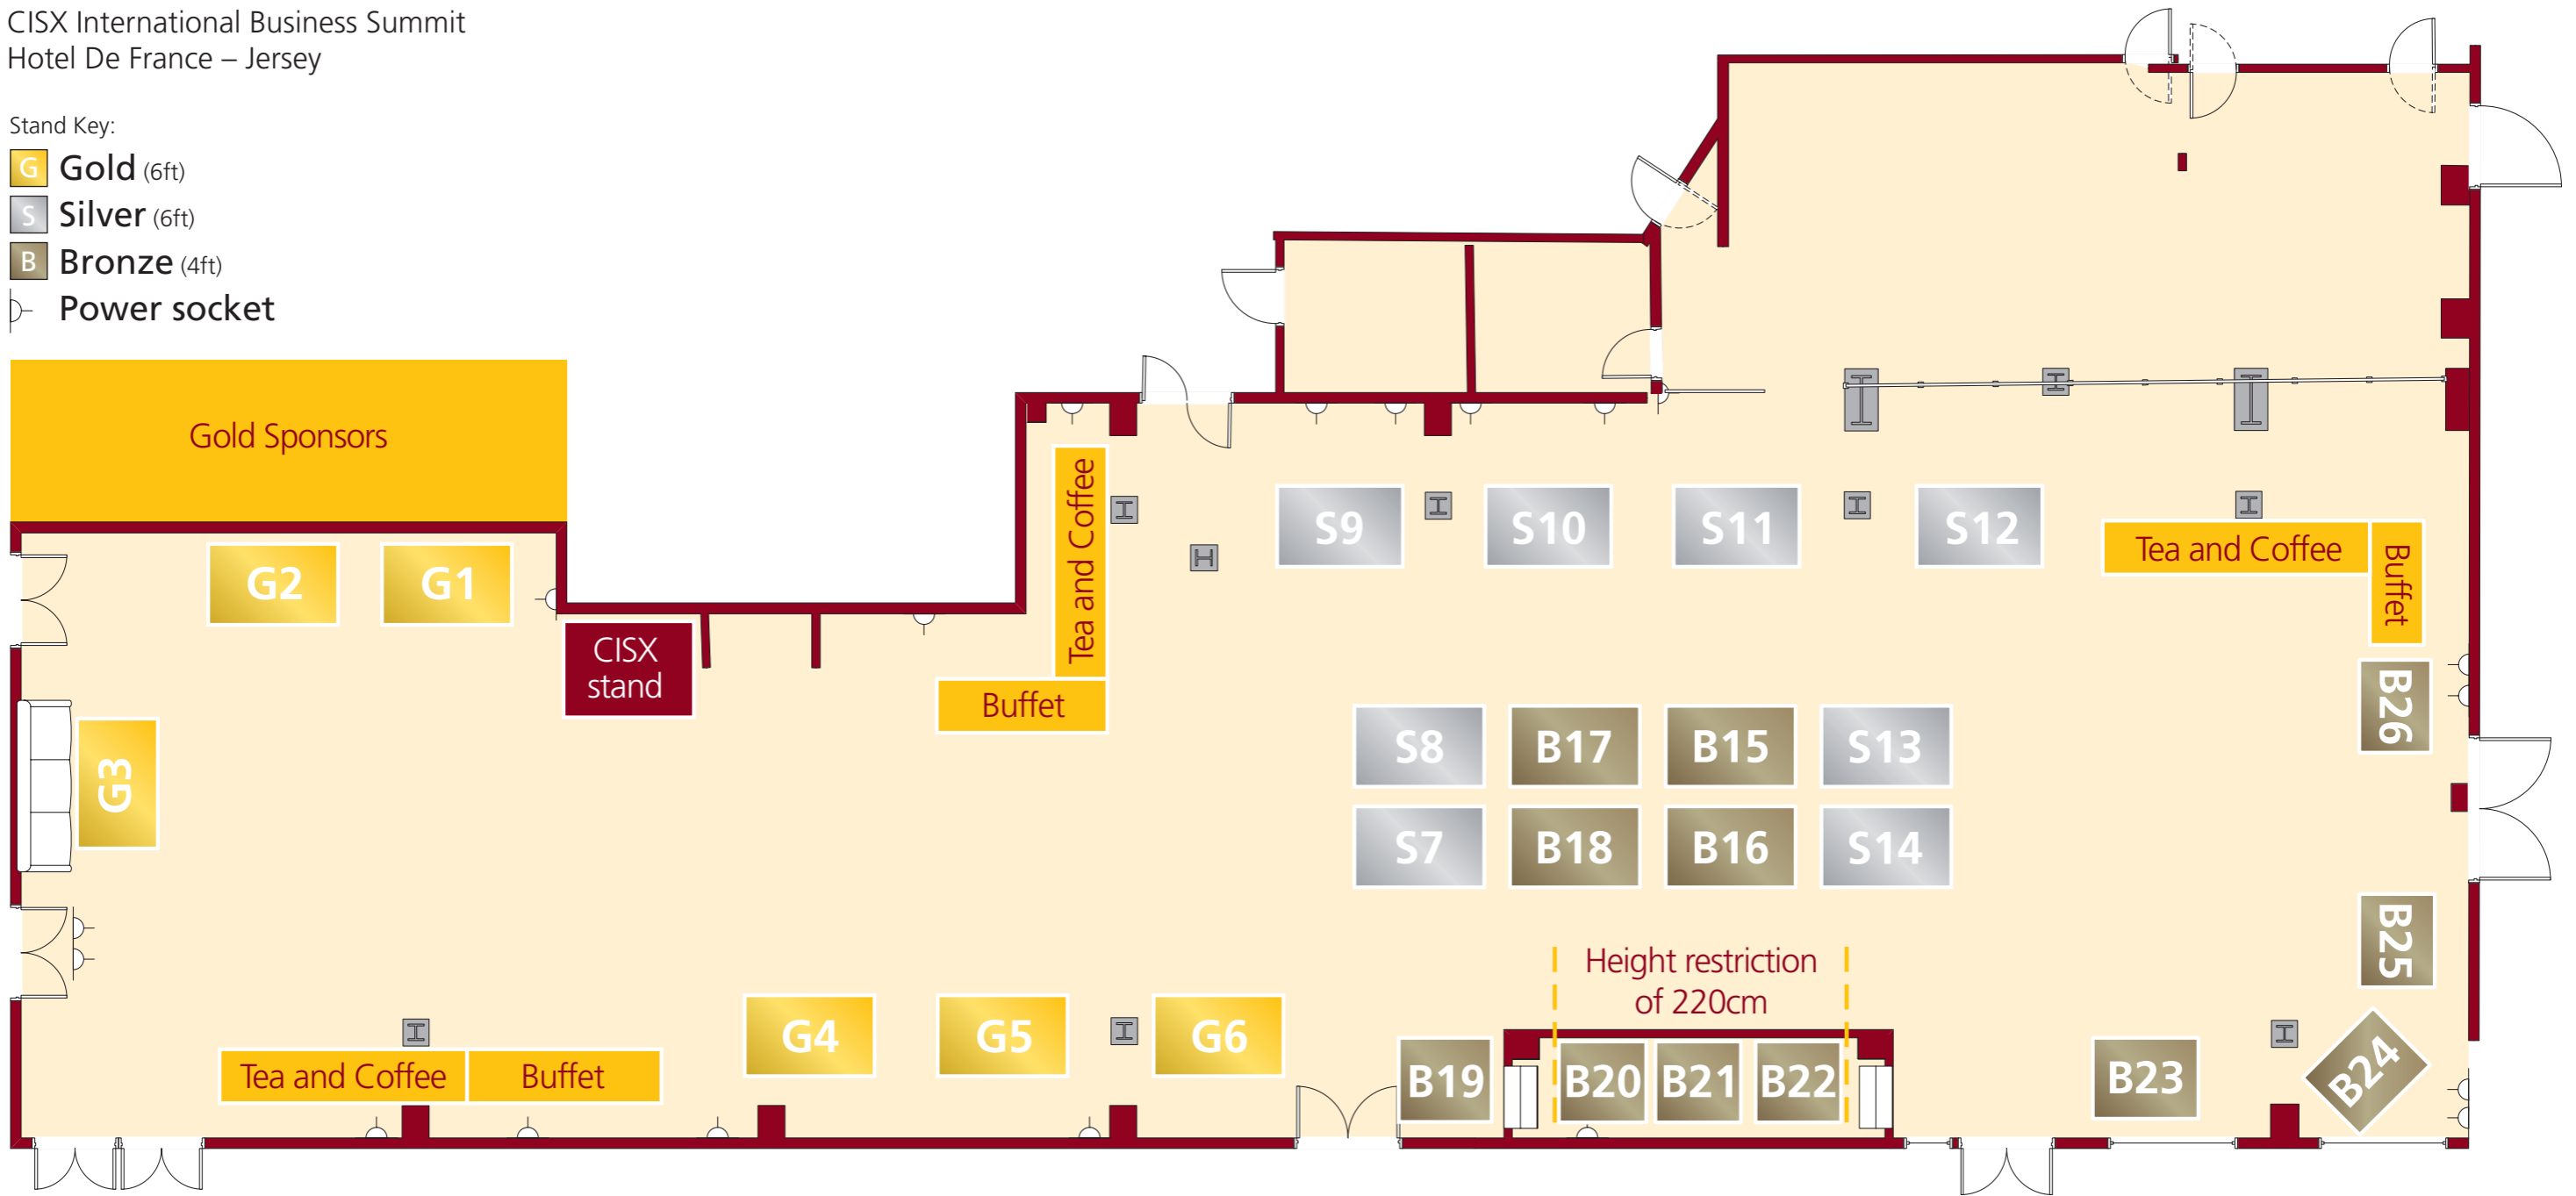 CISX International Business Summit
Hotel De France – Jersey
Stand Key:
G Gold (6ft)
S Silver (6ft)
B Bronze (4ft)
Power socket
Gold Sponsors
G2
G1
G3
CISX
stand
Tea and Coffee
Buffet
S9
S10
S11
S12
Tea and Coffee
Buffet
B26
S8
B17
B15
S13
S7
B18
B16
S14
B25
Height restriction
of 220cm
G4
G5
G6
Tea and Coffee
Buffet
B19
B20
B21
B22
B23
B24